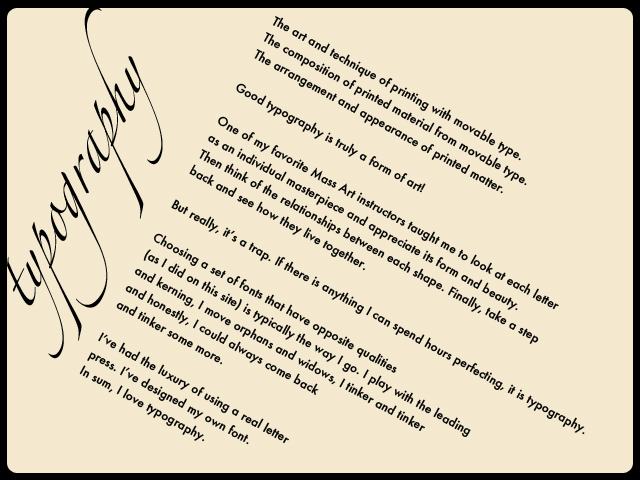 typography
The art and technique of printing with movable type.
The composition of printed material from movable type.
The arrangement and appearance of printed matter.
Good typography is truly a form of art!
One of my favorite Mass Art instructors taught me to look at each letter
as an individual masterpiece and appreciate its form and beauty.
Then think of the relationships between each shape. Finally, take a step
back and see how they live together.
But really, it's a trap. If there is anything I can spend hours perfecting, it is typography.
Choosing a set of fonts that have opposite qualities
(as I did on this site) is typically the way I go. I play with the leading
and kerning, I move orphans and widows, I tinker and tinker
and honestly, I could always come back
and tinker some more.
I've had the luxury of using a real letter
press. I've designed my own font.
In sum, I love typography.